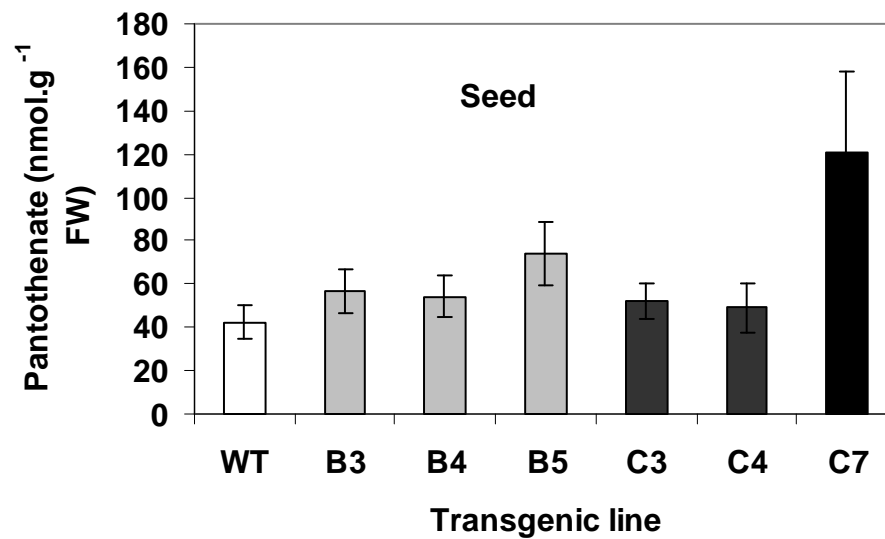 180
160
140
120
100
80
60
40
20
0
Pantothenate (nmol.g -1
FW)
Seed
WT B3 B4 B5 C3 C4 C7
Transgenic line